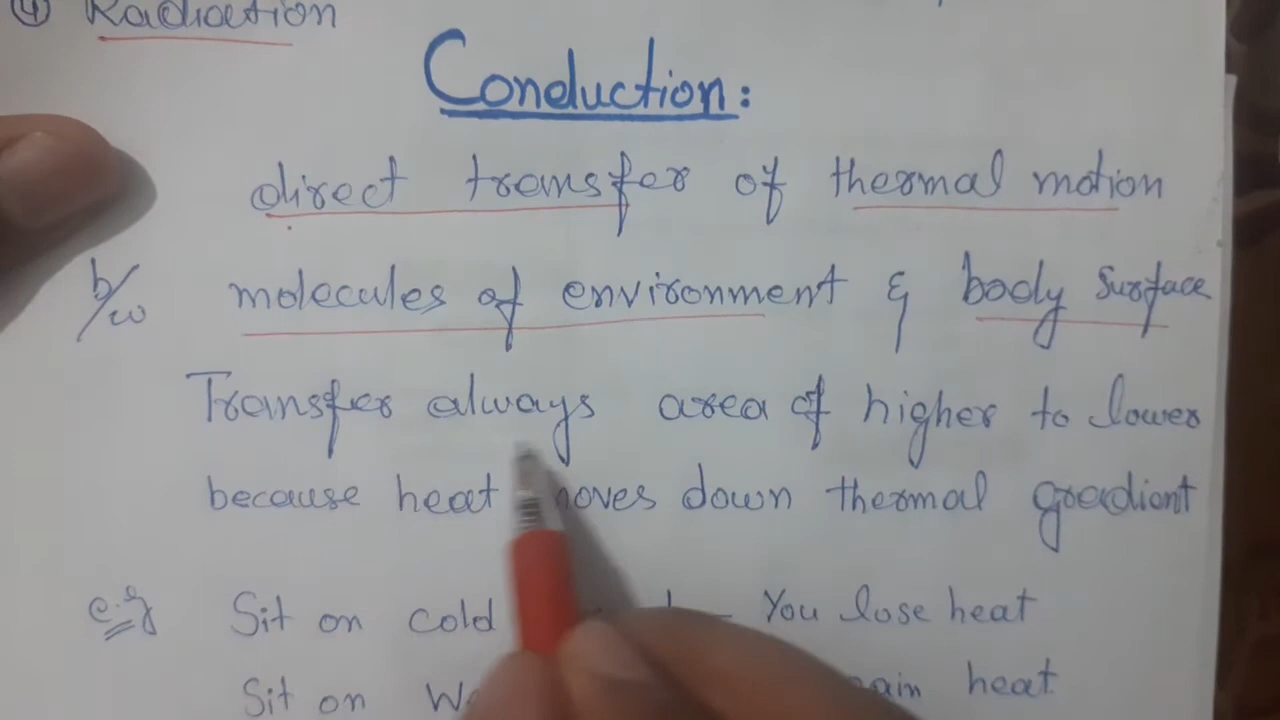 ④ Radiation
Conduction:
direct transfer of thermal motion
b/w molecules of environment & body surface
Transfer always area of higher to lower
because heat moves down thermal gradient
e.g Sit on cold — You lose heat
Sit on heat